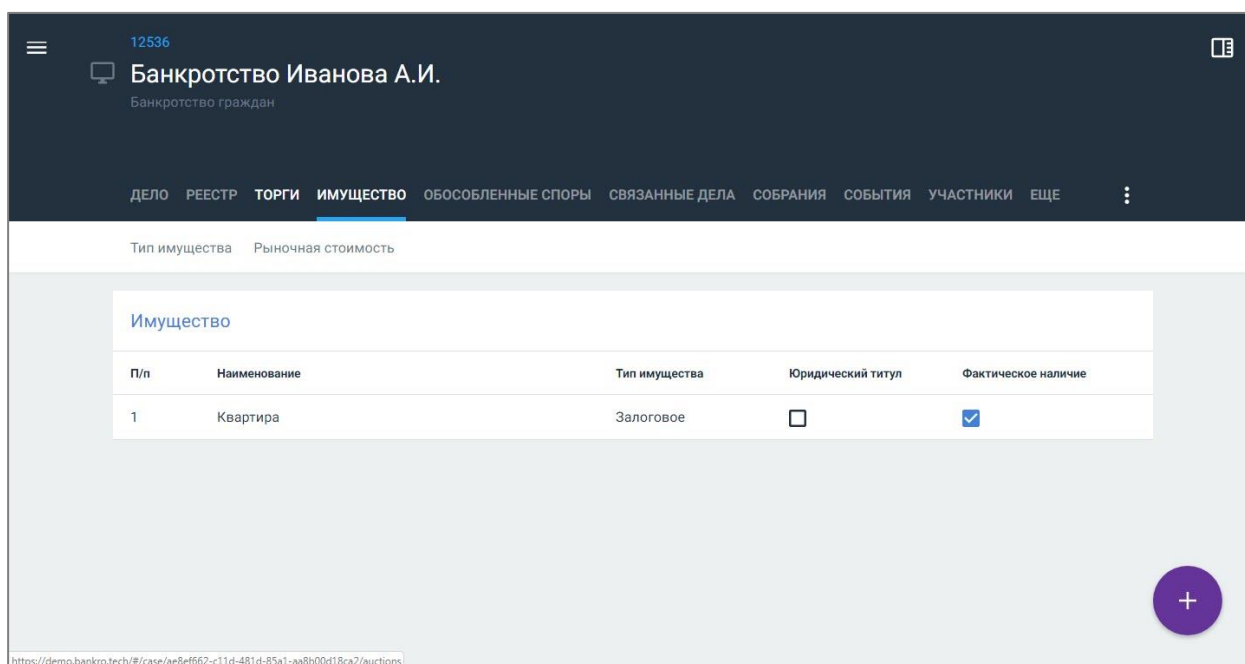 12536
Банкротство Иванова А.И.
Банкротство граждан
ДЕЛО РЕЕСТР ТОРГИ ИМУЩЕСТВО ОБОСОБЛЕННЫЕ СПОРЫ СВЯЗАННЫЕ ДЕЛА СОБРАНИЯ СОБЫТИЯ УЧАСТНИКИ ЕЩЕ
Тип имущества Рыночная стоимость
Имущество
П/п Наименование Тип имущества Юридический титул Фактическое наличие
1 Квартира Залоговое
https://demo.bankro.tech/#/case/ae8ef662-c11d-481d-85a1-aa8b00d18ca2/auctions